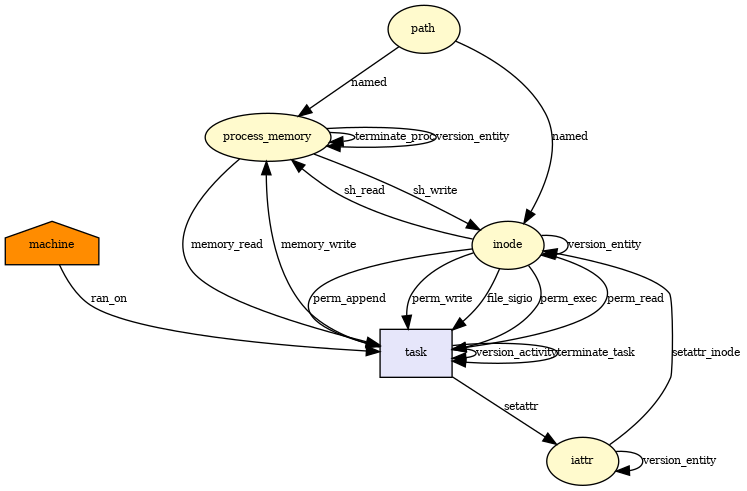 path
named
process_memory
terminate_proc
version_entity
named
sh_read
sh_write
machine
memory_read
memory_write
inode
version_entity
ran_on
perm_append
perm_write
file_sigio
perm_exec
perm_read
task
version_activity
terminate_task
setattr_inode
setattr
iattr
version_entity